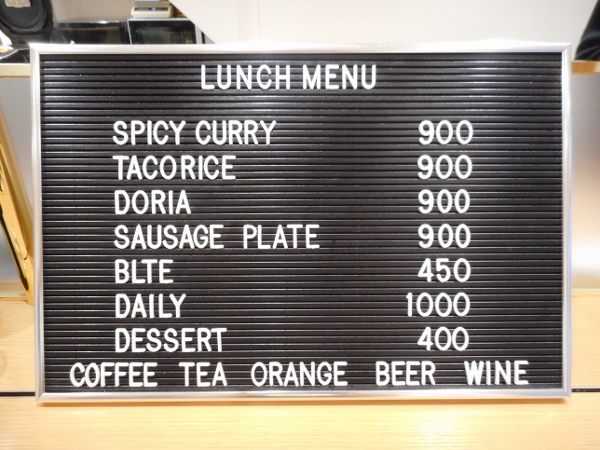 LUNCH MENU
SPICY CURRY 900
TACORICE 900
DORIA 900
SAUSAGE PLATE 900
BLTE 450
DAILY 1000
DESSERT 400
COFFEE TEA ORANGE BEER WINE